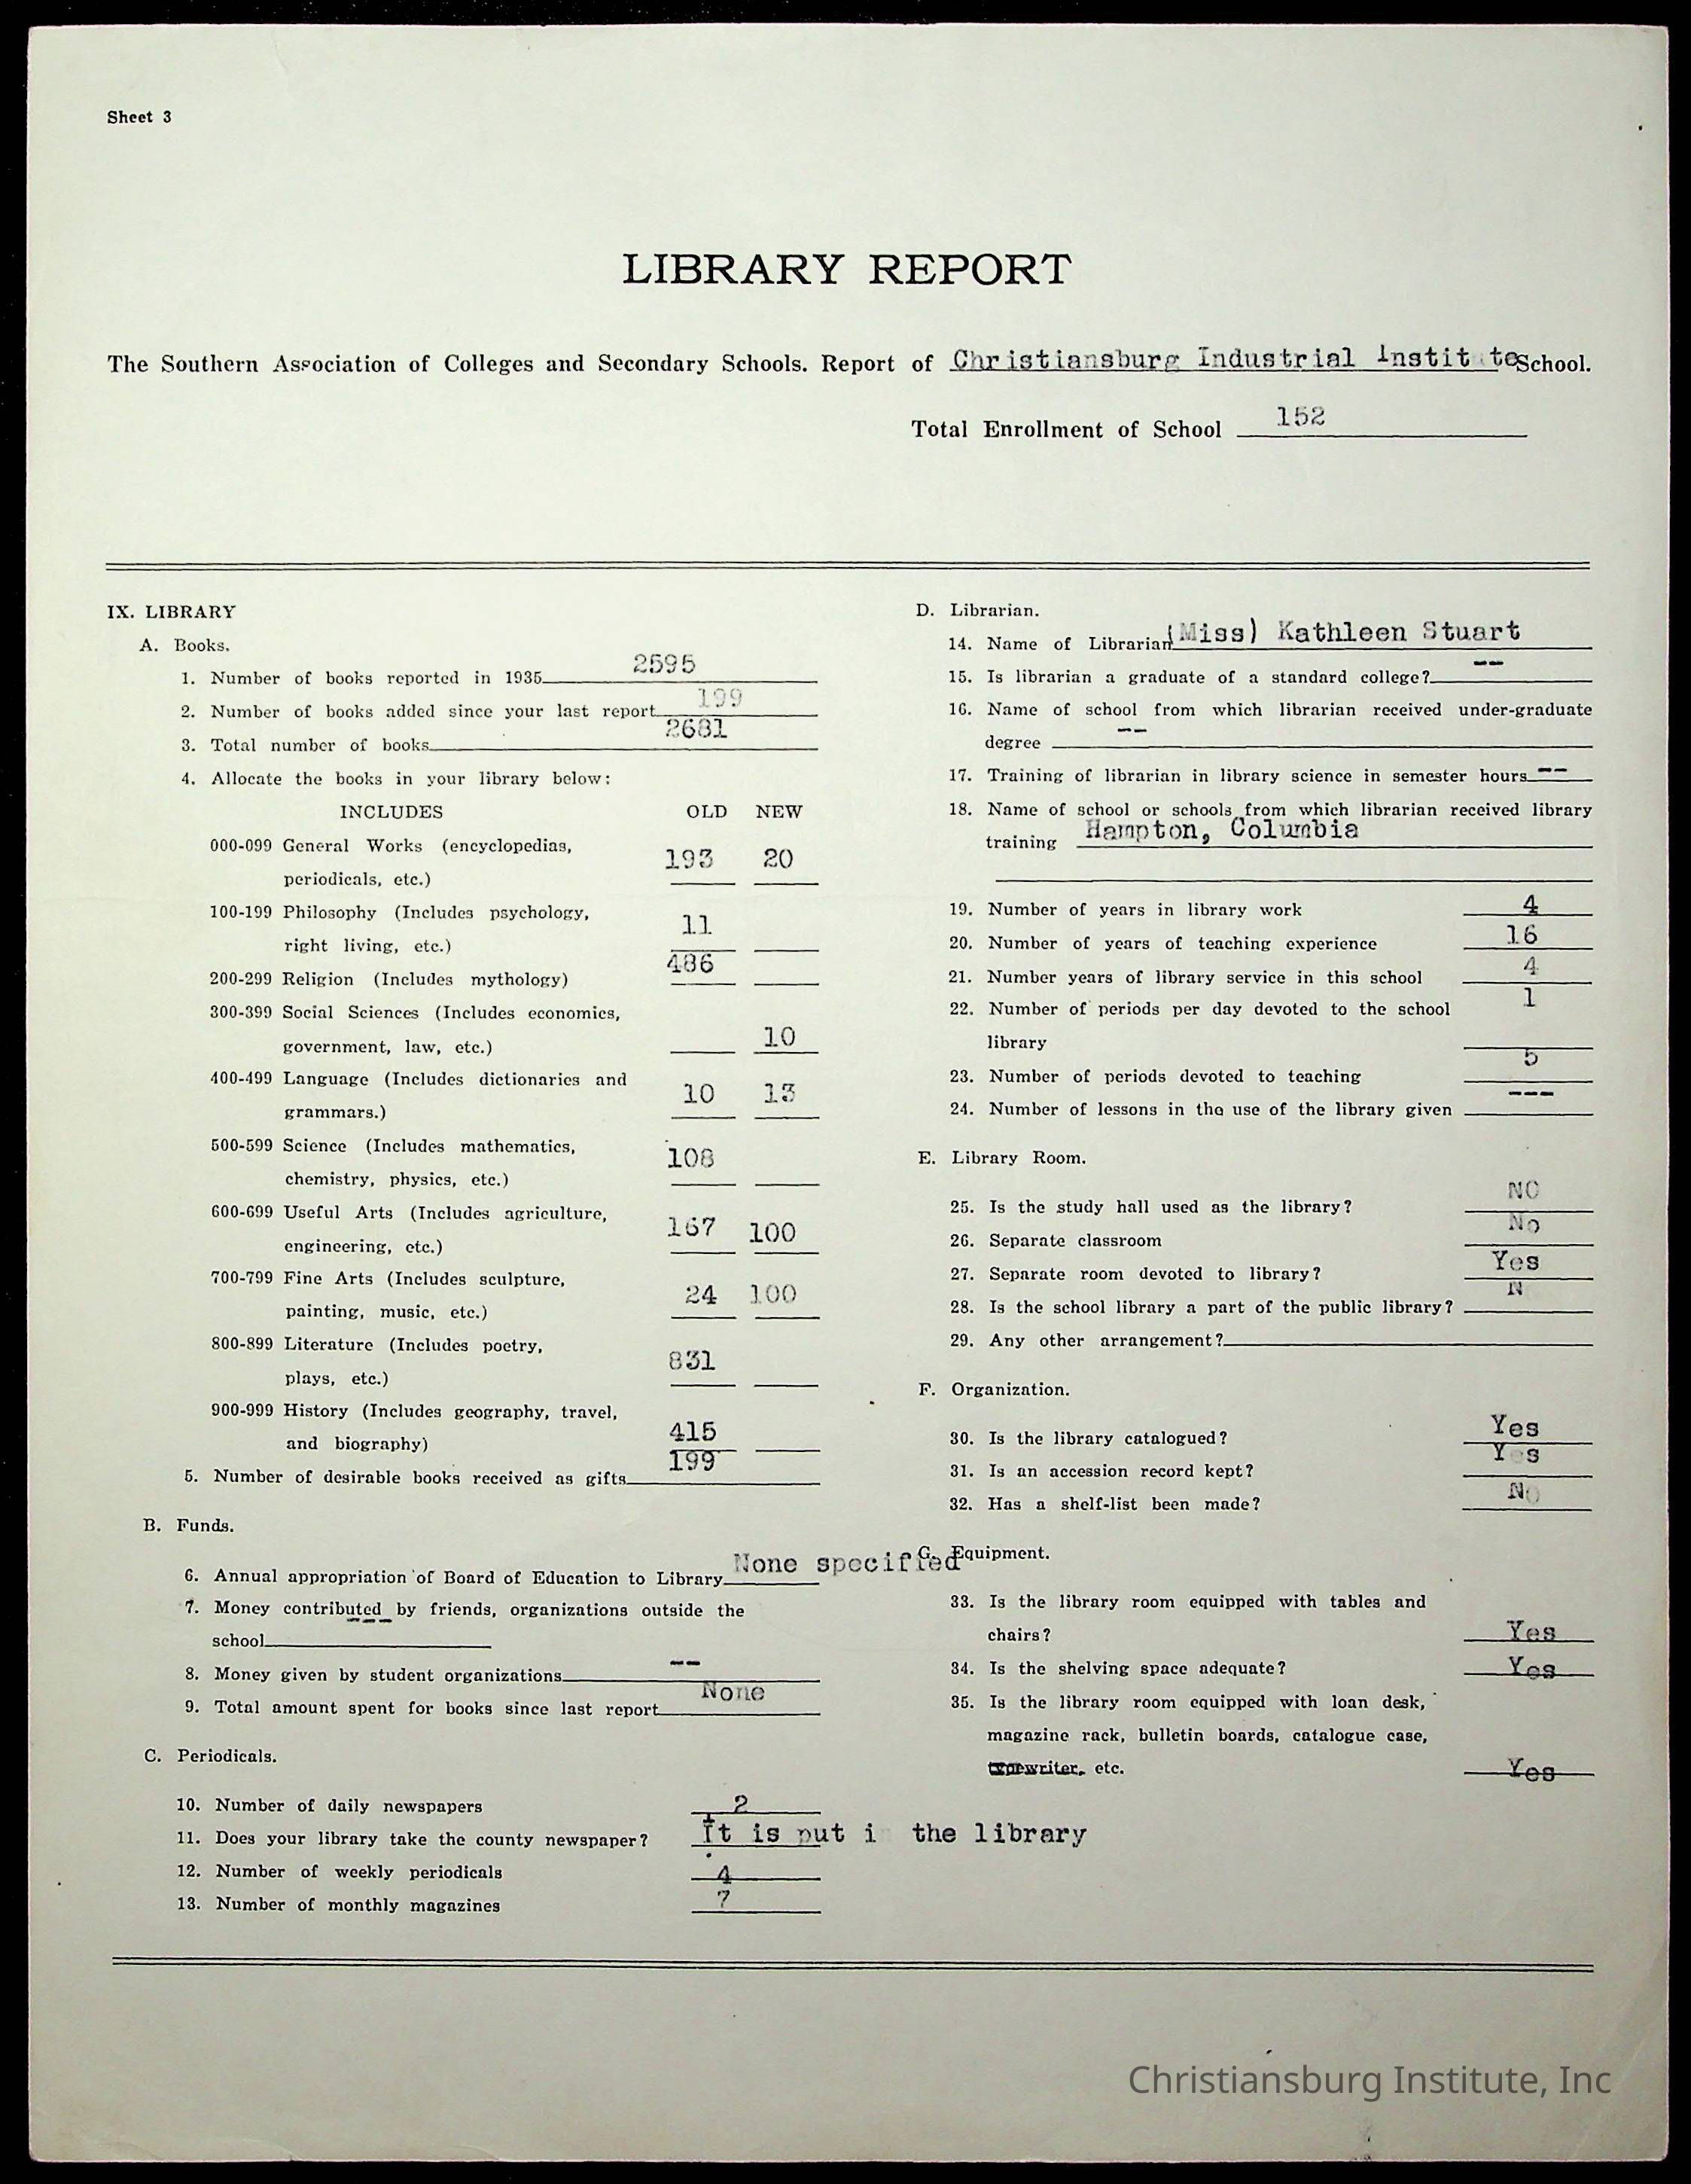 Sheet 3
LIBRARY REPORT
The Southern Association of Colleges and Secondary Schools. Report of Christiansburg Industrial Institute School.
Total Enrollment of School 152
IX. LIBRARY
A. Books.
1. Number of books reported in 1935 2595
2. Number of books added since your last report 199
3. Total number of books 2681
4. Allocate the books in your library below:
INCLUDES OLD NEW
000-099 General Works (encyclopedias,
periodicals, etc.) 193 20
100-199 Philosophy (Includes psychology,
right living, etc.) 11
200-299 Religion (Includes mythology) 486
300-399 Social Sciences (Includes economics,
government, law, etc.) 10
400-499 Language (Includes dictionaries and
grammars.) 10 13
500-599 Science (Includes mathematics,
chemistry, physics, etc.) 108
600-699 Useful Arts (Includes agriculture,
engineering, etc.) 167 100
700-799 Fine Arts (Includes sculpture,
painting, music, etc.) 24 100
800-899 Literature (Includes poetry,
plays, etc.) 831
900-999 History (Includes geography, travel,
and biography) 415
5. Number of desirable books received as gifts 199
B. Funds.
6. Annual appropriation of Board of Education to Library None specified
7. Money contributed by friends, organizations outside the
school --
8. Money given by student organizations --
9. Total amount spent for books since last report None
C. Periodicals.
10. Number of daily newspapers 2
11. Does your library take the county newspaper? It is put i the library
12. Number of weekly periodicals 4
13. Number of monthly magazines 7
D. Librarian.
14. Name of Librarian (Miss) Kathleen Stuart
15. Is librarian a graduate of a standard college? --
16. Name of school from which librarian received under-graduate
degree --
17. Training of librarian in library science in semester hours --
18. Name of school or schools from which librarian received library
training Hampton, Columbia
19. Number of years in library work 4
20. Number of years of teaching experience 16
21. Number years of library service in this school 4
22. Number of periods per day devoted to the school
library 1
23. Number of periods devoted to teaching 5
24. Number of lessons in the use of the library given ---
E. Library Room.
25. Is the study hall used as the library? NO
26. Separate classroom No
27. Separate room devoted to library? Yes
28. Is the school library a part of the public library? N
29. Any other arrangement?
F. Organization.
30. Is the library catalogued? Yes
31. Is an accession record kept? Yes
32. Has a shelf-list been made? No
G. Equipment.
33. Is the library room equipped with tables and
chairs? Yes
34. Is the shelving space adequate? Yes
35. Is the library room equipped with loan desk,
magazine rack, bulletin boards, catalogue case,
typewriter, etc. Yes
Christiansburg Institute, Inc